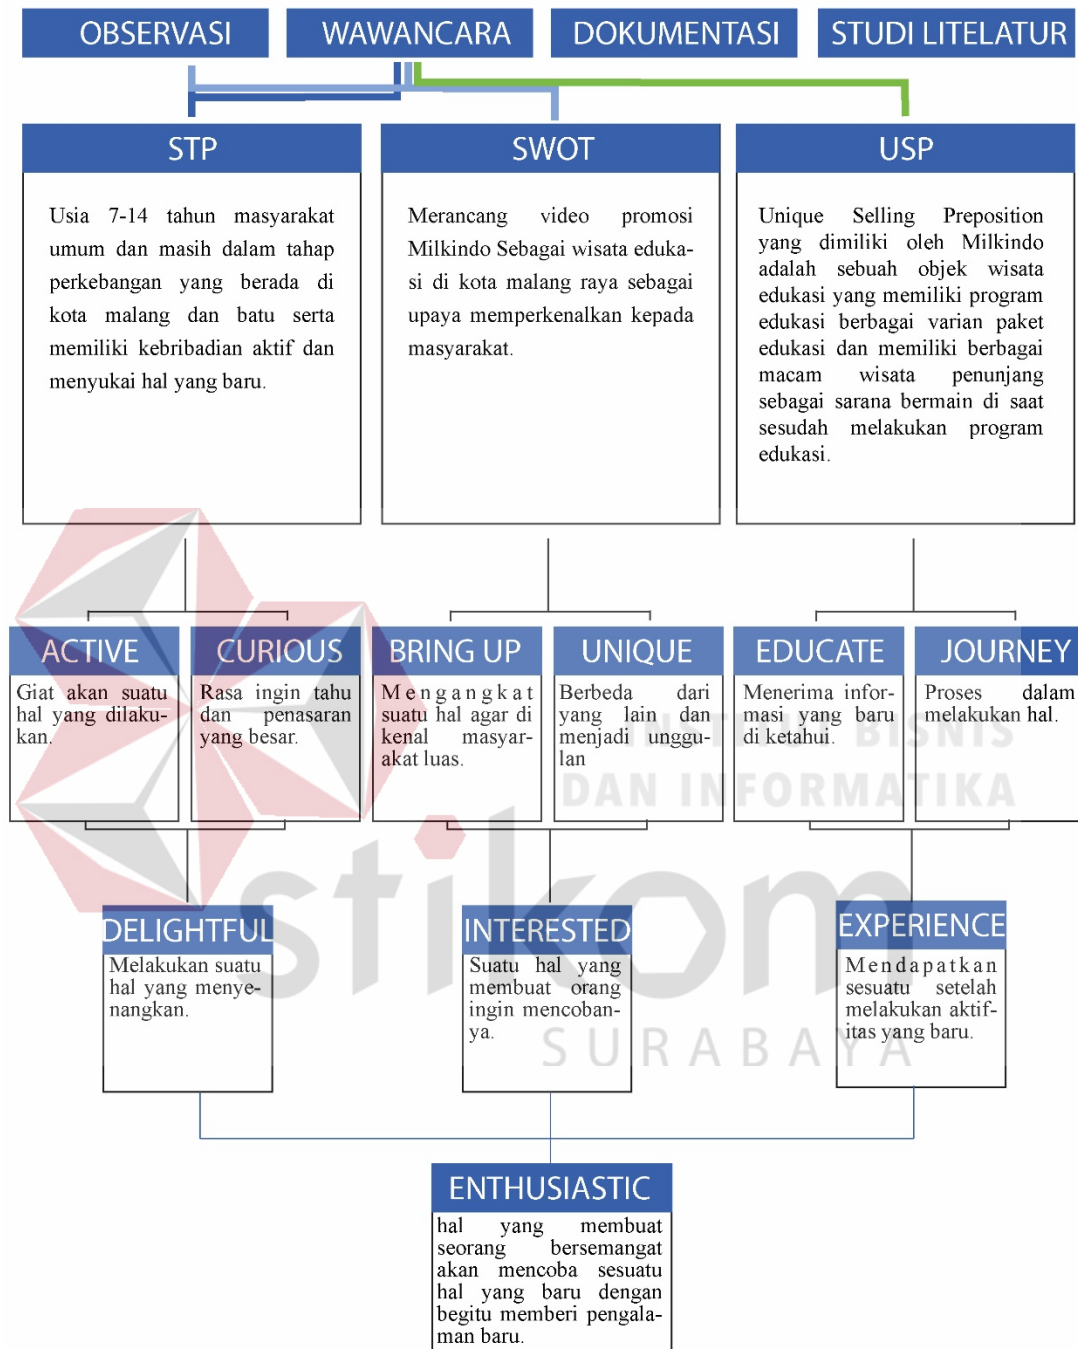 OBSERVASI
WAWANCARA
DOKUMENTASI
STUDI LITELATUR
STP
Usia 7-14 tahun masyarakat
umum dan masih dalam tahap
perkebangan yang berada di
kota malang dan batu serta
memiliki kebribadian aktif dan
menyukai hal yang baru.
SWOT
Merancang video promosi
Milkindo Sebagai wisata eduka-
si di kota malang raya sebagai
upaya memperkenalkan kepada
masyarakat.
USP
Unique Selling Preposition
yang dimiliki oleh Milkindo
adalah sebuah objek wisata
edukasi yang memiliki program
edukasi berbagai varian paket
edukasi dan memiliki berbagai
macam wisata penunjang
sebagai sarana bermain di saat
sesudah melakukan program
edukasi.
ACTIVE
Giat akan suatu
hal yang dilaku-
kan.
CURIOUS
Rasa ingin tahu
dan penasaran
yang besar.
BRING UP
Mengangkat
suatu hal agar di
kenal masyar-
akat luas.
UNIQUE
Berbeda dari
yang lain dan
menjadi unggu-
lan
EDUCATE
Menerima infor-
masi yang baru
di ketahui.
JOURNEY
Proses dalam
melakukan hal.
INSTITUT BISNIS
DAN INFORMATIKA
stikom
SURABAYA
DELIGHTFUL
Melakukan suatu
hal yang menye-
nangkan.
INTERESTED
Suatu hal yang
membuat orang
ingin mencoban-
ya.
EXPERIENCE
Mendapatkan
sesuatu setelah
melakukan aktif-
itas yang baru.
ENTHUSIASTIC
hal yang membuat
seorang bersemangat
akan mencoba sesuatu
hal yang baru dengan
begitu memberi pengala-
man baru.